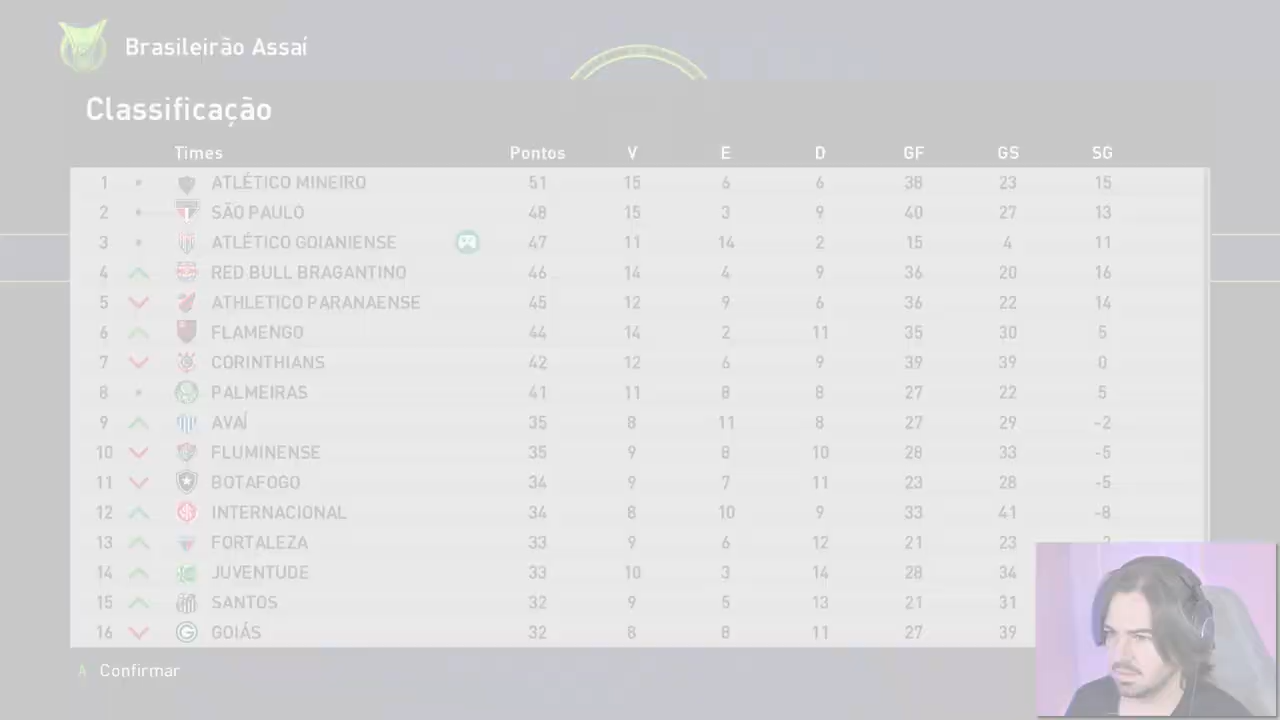 Brasileirão Assaí
Classificação
Times Pontos V E D GF GS SG
1 ATLÉTICO MINEIRO 51 15 6 6 38 23 15
2 SÃO PAULO 48 15 3 9 40 27 13
3 ATLÉTICO GOIANIENSE 47 11 14 2 15 4 11
4 RED BULL BRAGANTINO 46 14 4 9 36 20 16
5 ATHLETICO PARANAENSE 45 12 9 6 36 22 14
6 FLAMENGO 44 14 2 11 35 30 5
7 CORINTHIANS 42 12 6 9 39 39 0
8 PALMEIRAS 41 11 8 8 27 22 5
9 AVAÍ 35 8 11 8 27 29 -2
10 FLUMINENSE 35 9 8 10 28 33 -5
11 BOTAFOGO 34 9 7 11 23 28 -5
12 INTERNACIONAL 34 8 10 9 33 41 -8
13 FORTALEZA 33 9 6 12 21 23
14 JUVENTUDE 33 10 3 14 28 34
15 SANTOS 32 9 5 13 21 31
16 GOIÁS 32 8 8 11 27 39
A Confirmar